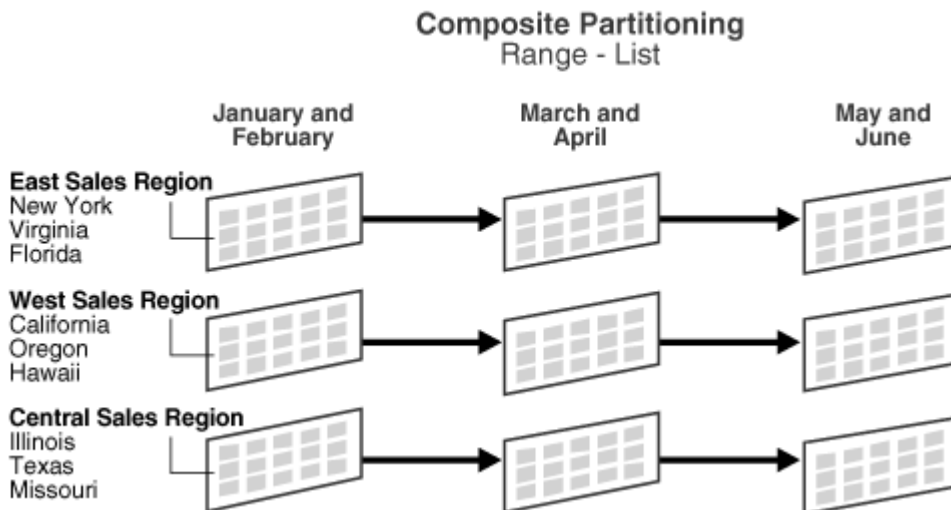 Composite Partitioning
Range - List
January and
February
March and
April
May and
June
East Sales Region
New York
Virginia
Florida
West Sales Region
California
Oregon
Hawaii
Central Sales Region
Illinois
Texas
Missouri